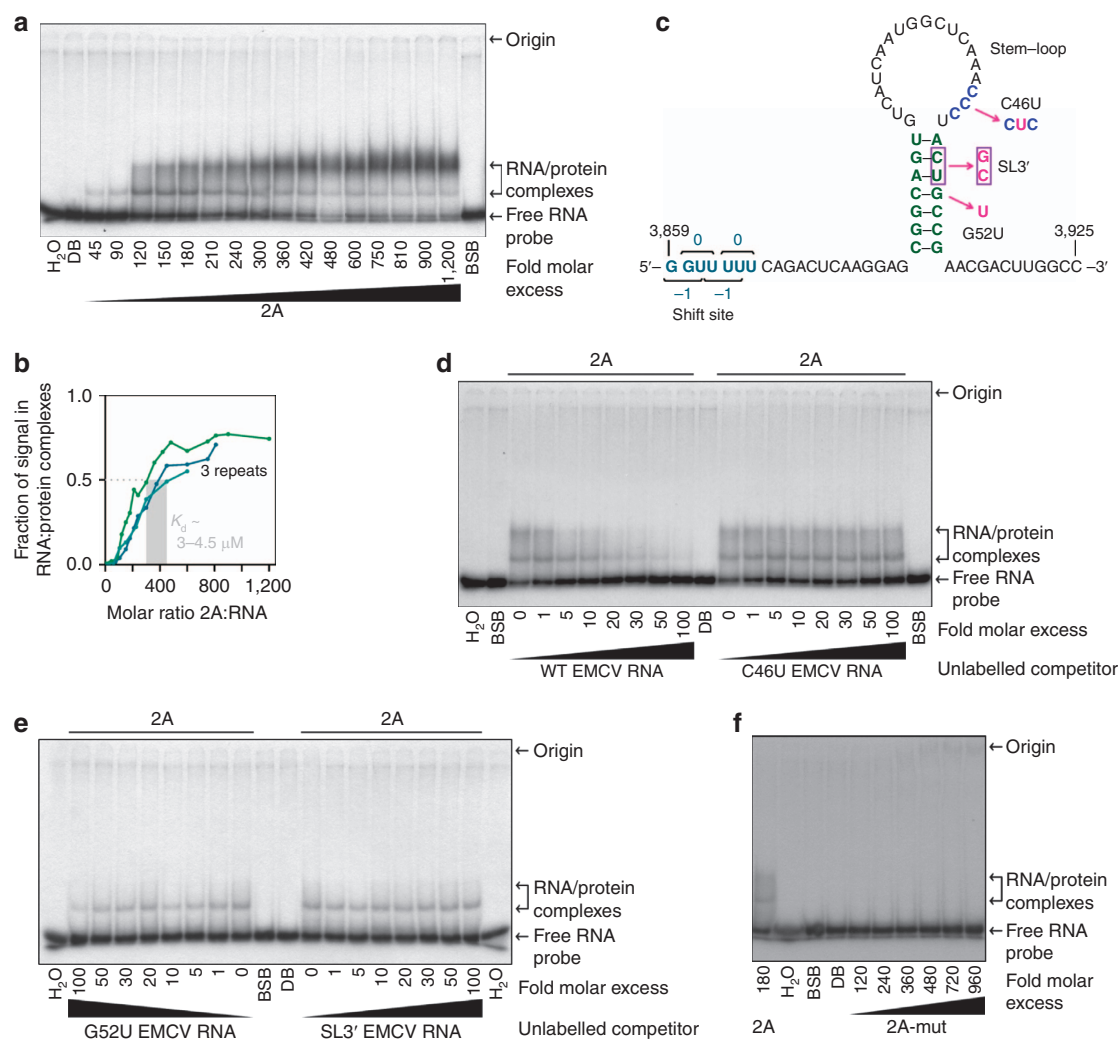 a
Origin
RNA/protein
complexes
Free RNA
probe
H2O DB 45 90 120 150 180 210 240 300 360 420 480 600 750 810 900 1,200 BSB
Fold molar
excess
2A
b
Fraction of signal in
RNA:protein complexes
1.0
0.5
0.0
3 repeats
Kd ~
3–4.5 µM
0 400 800 1,200
Molar ratio 2A:RNA
c
GUCAUCAAUGGCUCAAACCCU
Stem–loop
C46U
CUC
U–A
G–C
A–U
C–G
G–C
G–C
C–G
G
C
SL3′
U
G52U
3,859
3,925
0 0
5′– G GUU UUU CAGACUCAAGGAG AACGACUUGGCC –3′
–1 –1
Shift site
d
2A 2A
Origin
RNA/protein
complexes
Free RNA
probe
H2O BSB 0 1 5 10 20 30 50 100 DB 0 1 5 10 20 30 50 100 BSB
Fold molar excess
WT EMCV RNA C46U EMCV RNA Unlabelled competitor
e
2A 2A
Origin
RNA/protein
complexes
Free RNA
probe
H2O 100 50 30 20 10 5 1 0 BSB DB 0 1 5 10 20 30 50 100 H2O
Fold molar excess
G52U EMCV RNA SL3′ EMCV RNA Unlabelled competitor
f
Origin
RNA/protein
complexes
Free RNA
probe
180 H2O BSB DB 120 240 360 480 720 960
Fold molar
excess
2A 2A-mut